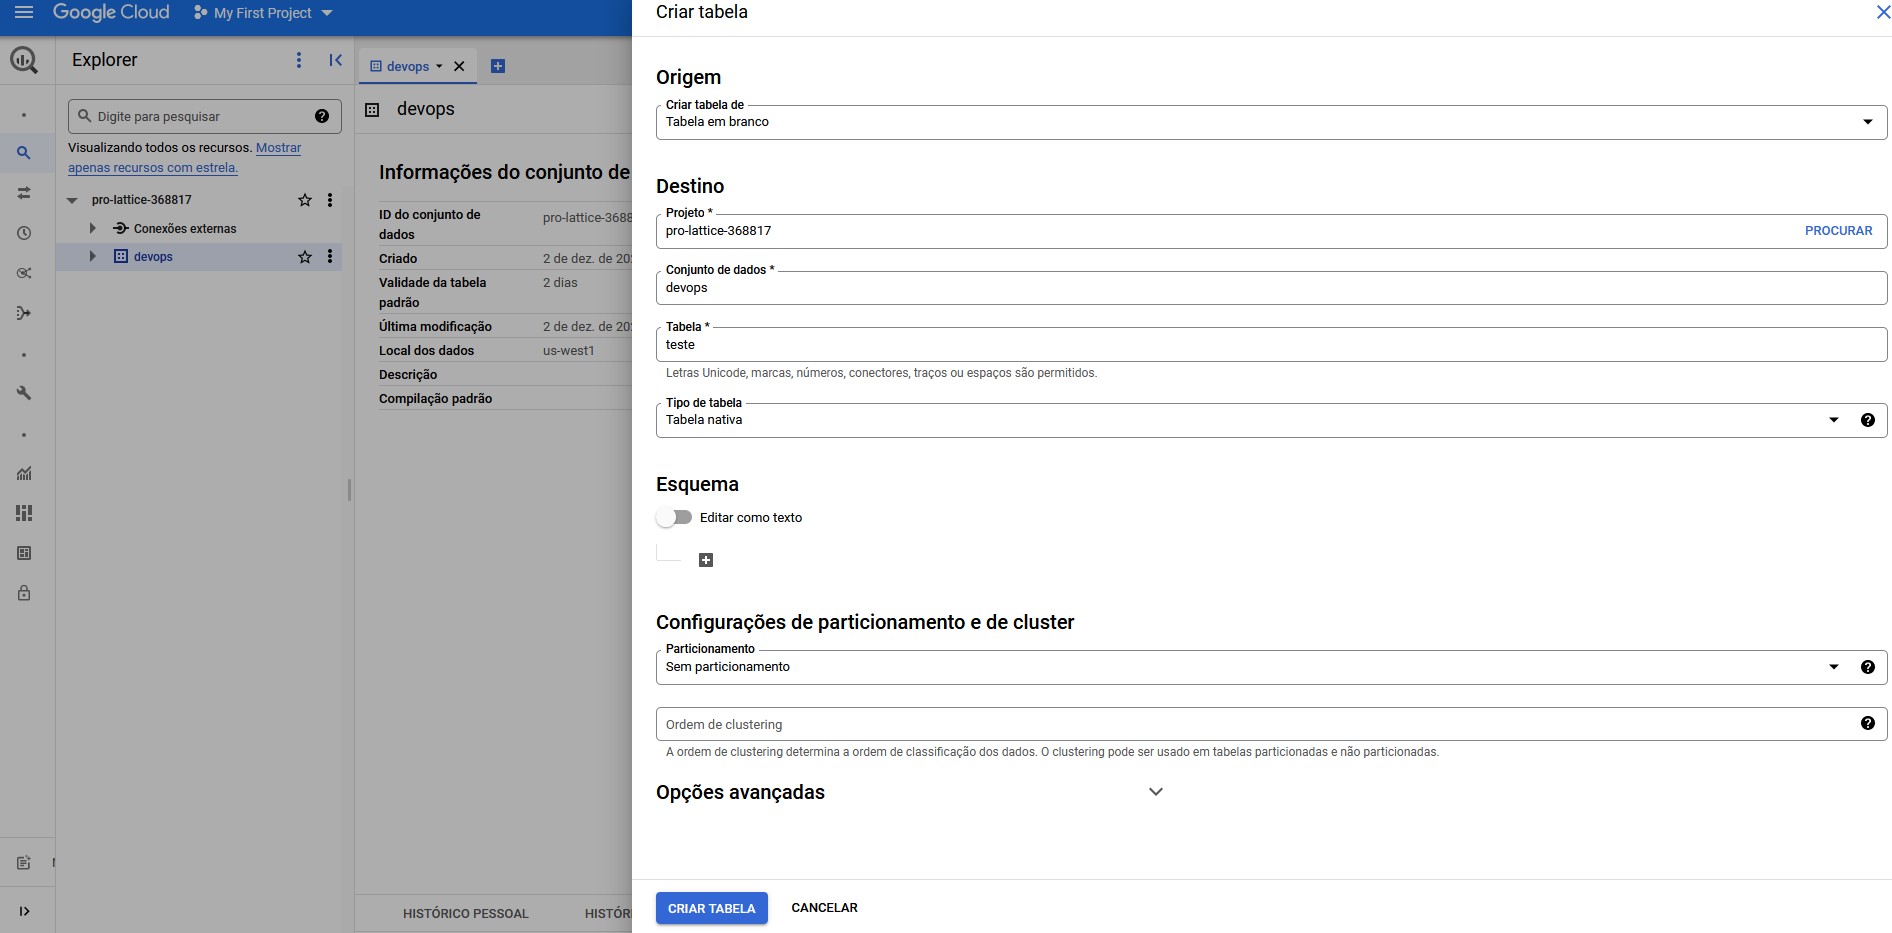 Google Cloud
My First Project
Explorer
Digite para pesquisar
Visualizando todos os recursos. Mostrar
apenas recursos com estrela.
pro-lattice-368817
Conexões externas
devops
devops
devops
Informações do conjunto de
ID do conjunto de
dados
pro-lattice-3688
Criado
2 de dez. de 20
Validade da tabela
padrão
2 dias
Última modificação
2 de dez. de 20
Local dos dados
us-west1
Descrição
Compilação padrão
HISTÓRICO PESSOAL
HISTÓRI
Criar tabela
Origem
Criar tabela de
Tabela em branco
Destino
Projeto *
pro-lattice-368817
PROCURAR
Conjunto de dados *
devops
Tabela *
teste
Letras Unicode, marcas, números, conectores, traços ou espaços são permitidos.
Tipo de tabela
Tabela nativa
Esquema
Editar como texto
Configurações de particionamento e de cluster
Particionamento
Sem particionamento
Ordem de clustering
A ordem de clustering determina a ordem de classificação dos dados. O clustering pode ser usado em tabelas particionadas e não particionadas.
Opções avançadas
CRIAR TABELA
CANCELAR